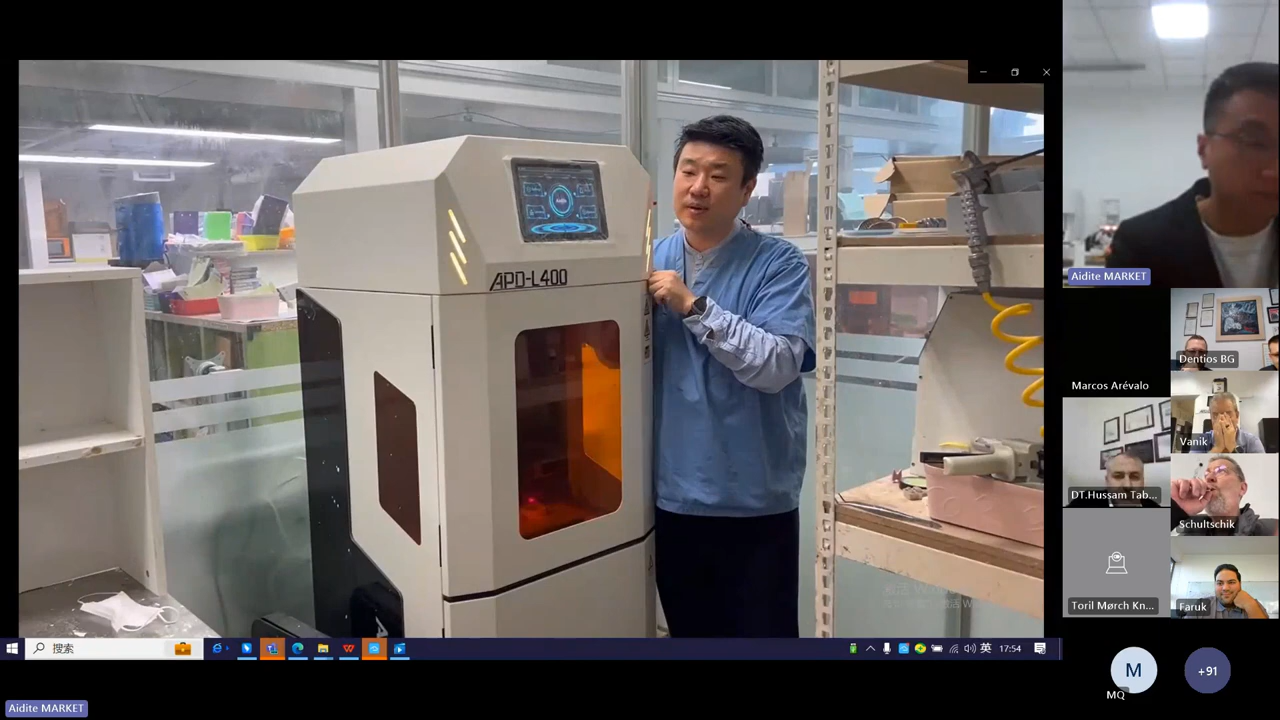 APD-L400
Aidite MARKET
Dentios BG
Marcos Arévalo
Vanik
DT.Hussam Tab...
Schultschik
Toril Mørch Kn...
Faruk
搜索
英
17:54
M
MQ
+91
Aidite MARKET